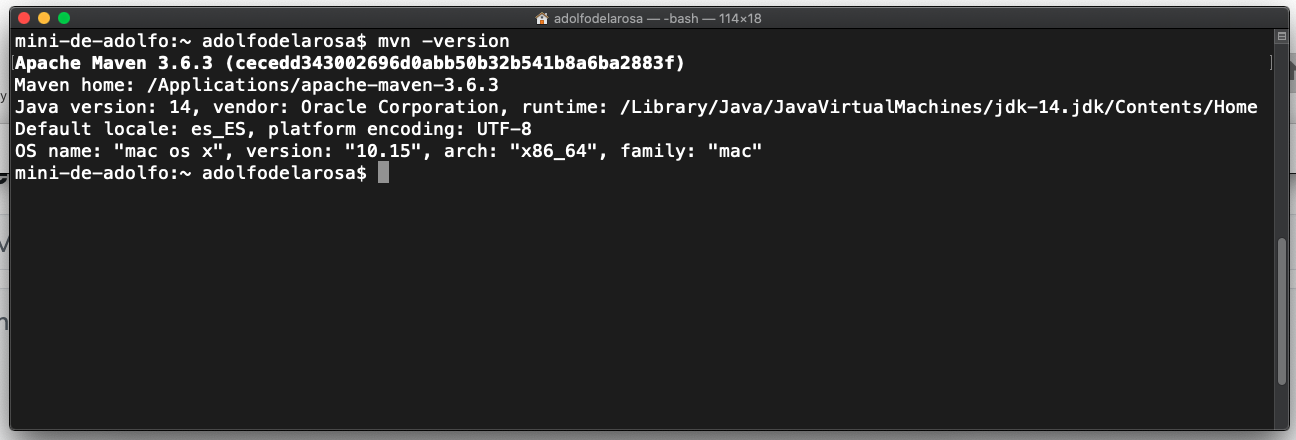 adolfodelarosa — -bash — 114×18
mini-de-adolfo:~ adolfodelarosa$ mvn -version
Apache Maven 3.6.3 (cecedd343002696d0abb50b32b541b8a6ba2883f)
Maven home: /Applications/apache-maven-3.6.3
Java version: 14, vendor: Oracle Corporation, runtime: /Library/Java/JavaVirtualMachines/jdk-14.jdk/Contents/Home
Default locale: es_ES, platform encoding: UTF-8
OS name: "mac os x", version: "10.15", arch: "x86_64", family: "mac"
mini-de-adolfo:~ adolfodelarosa$